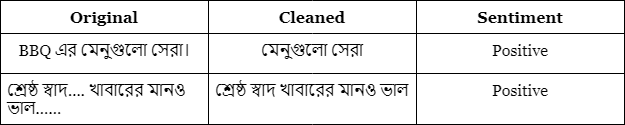 Original Cleaned Sentiment
BBQ এর মেনুগুলো সেরা। মেনুগুলো সেরা Positive
শ্রেষ্ঠ স্বাদ.... খাবারের মানও শ্রেষ্ঠ স্বাদ খাবারের মানও ভাল Positive
ভাল......